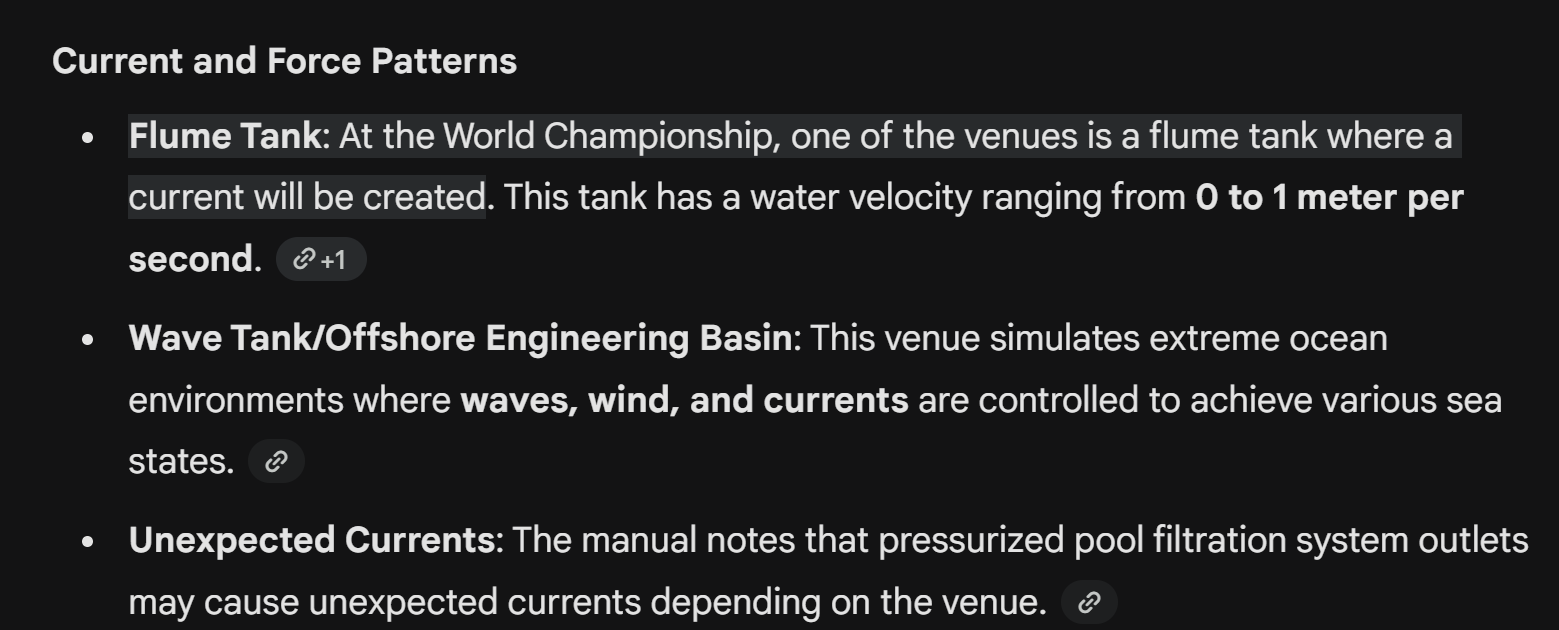 Current and Force Patterns
• Flume Tank: At the World Championship, one of the venues is a flume tank where a
current will be created. This tank has a water velocity ranging from 0 to 1 meter per
second. +1
• Wave Tank/Offshore Engineering Basin: This venue simulates extreme ocean
environments where waves, wind, and currents are controlled to achieve various sea
states.
• Unexpected Currents: The manual notes that pressurized pool filtration system outlets
may cause unexpected currents depending on the venue.